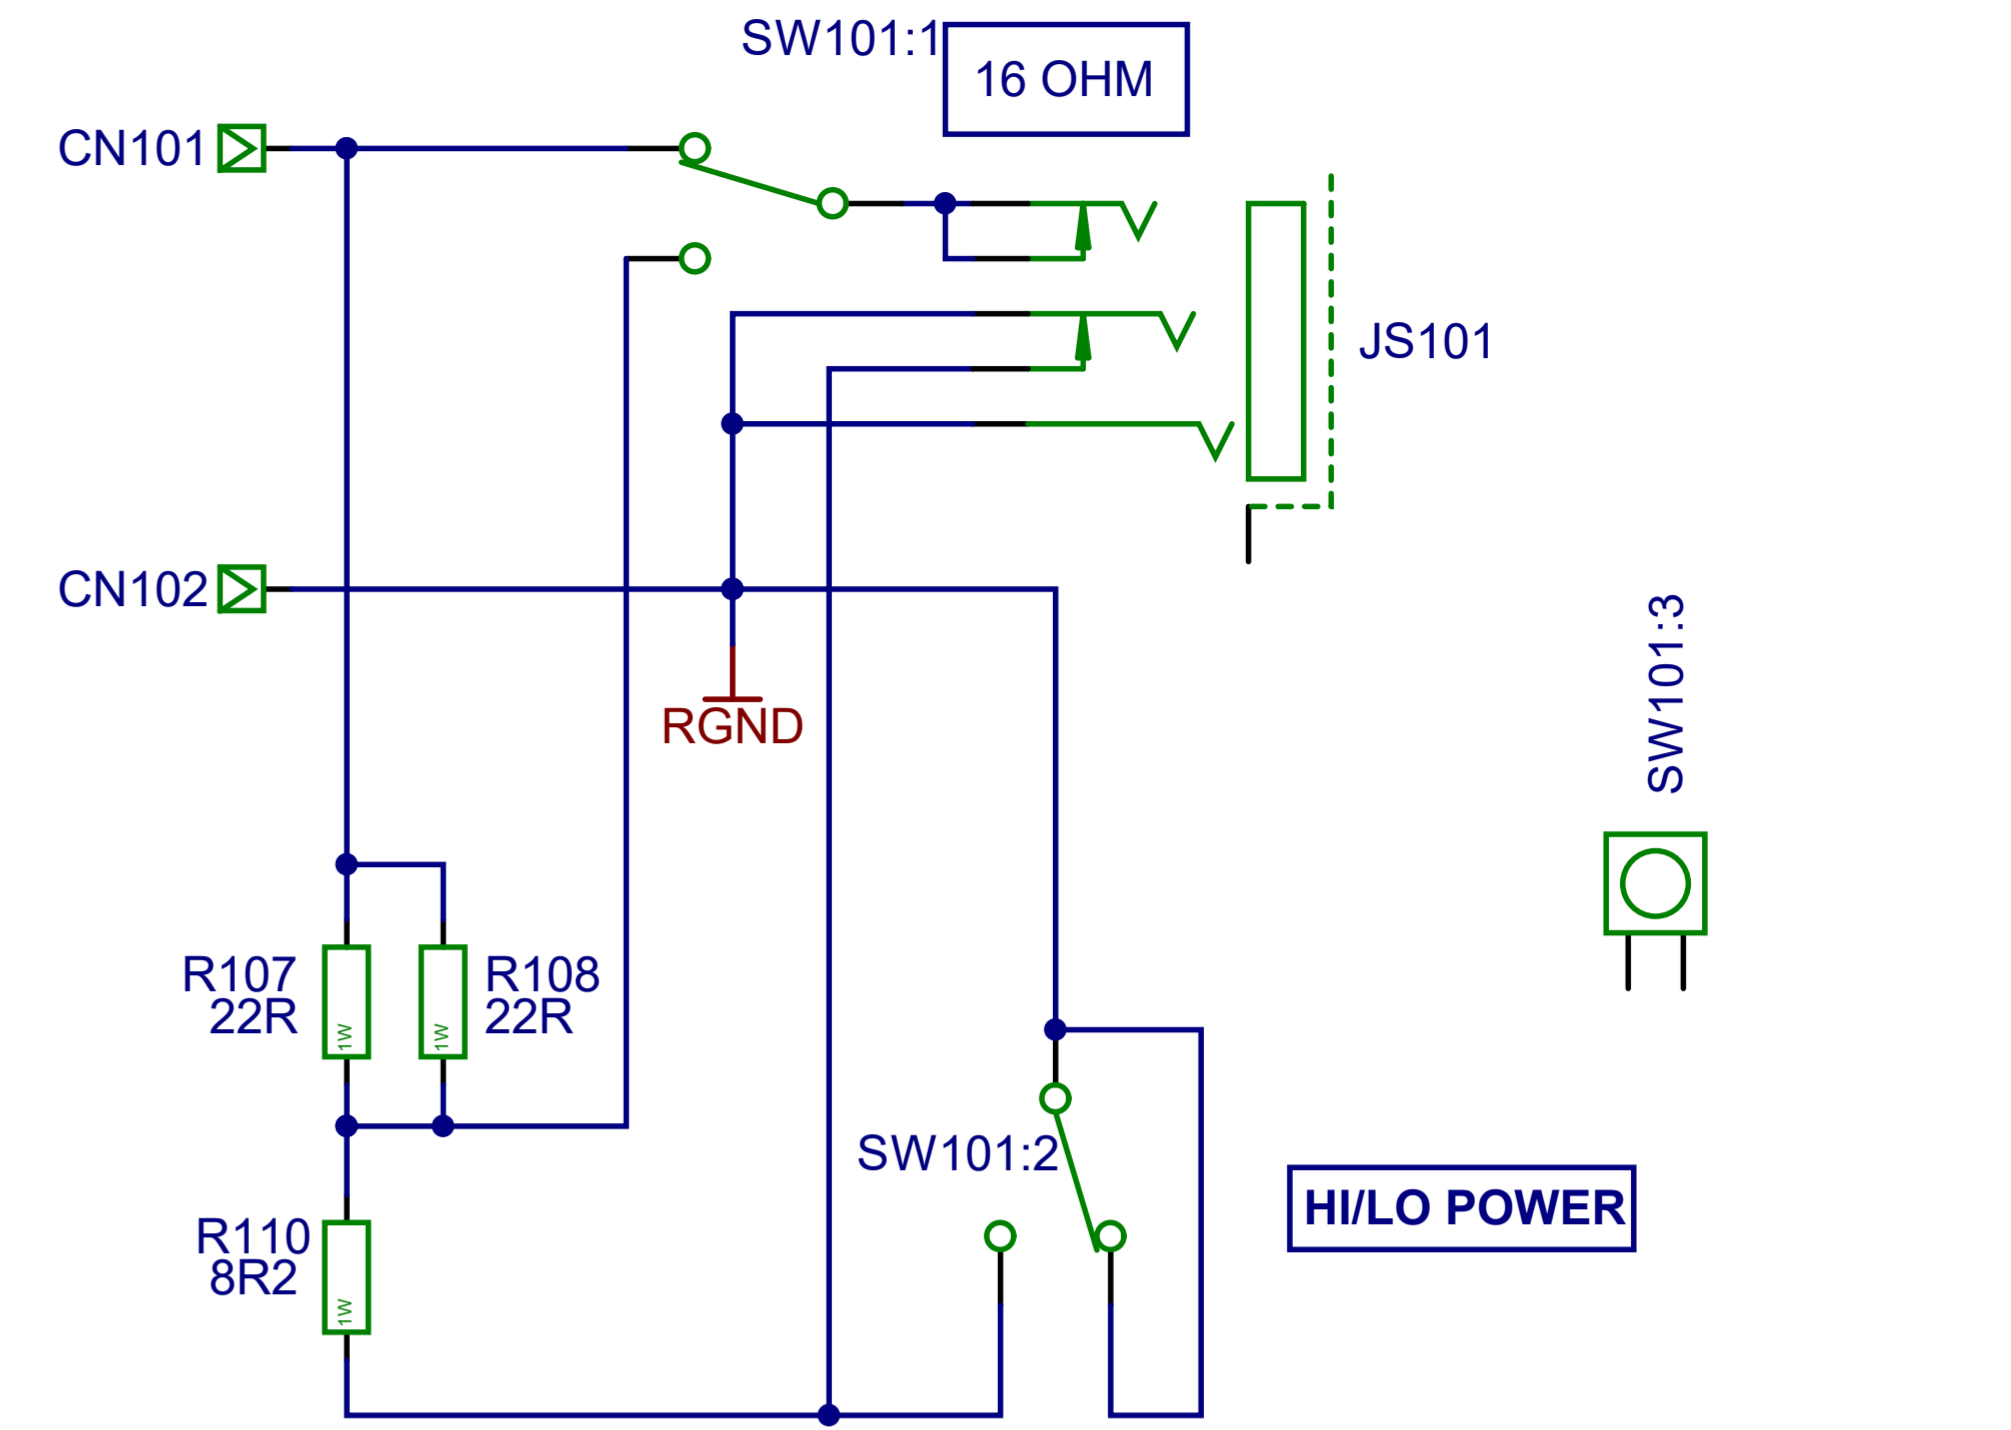 SW101:1
16 OHM
CN101
JS101
CN102
SW101:3
RGND
R107
22R
1W
R108
22R
1W
SW101:2
HI/LO POWER
R110
8R2
1W